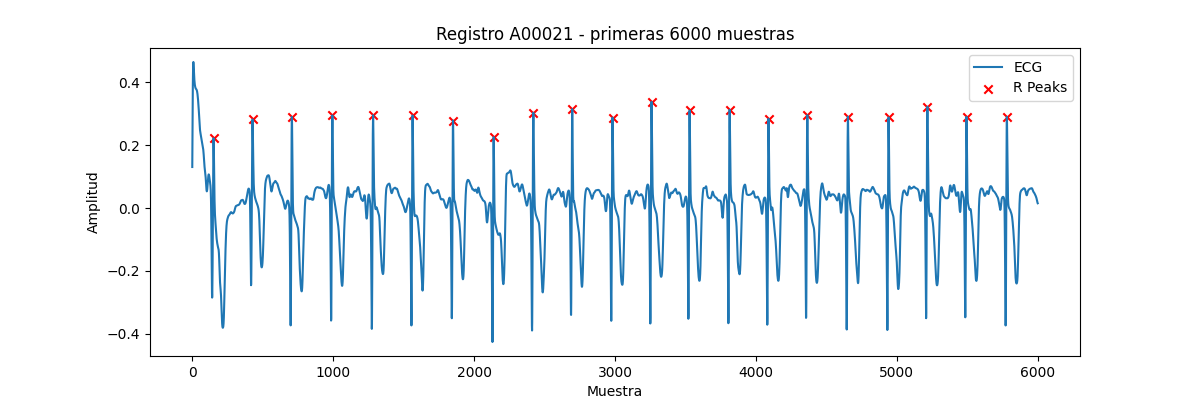 Registro A00021 - primeras 6000 muestras
ECG
R Peaks
Amplitud
0.4
0.2
0.0
−0.2
−0.4
0 1000 2000 3000 4000 5000 6000
Muestra